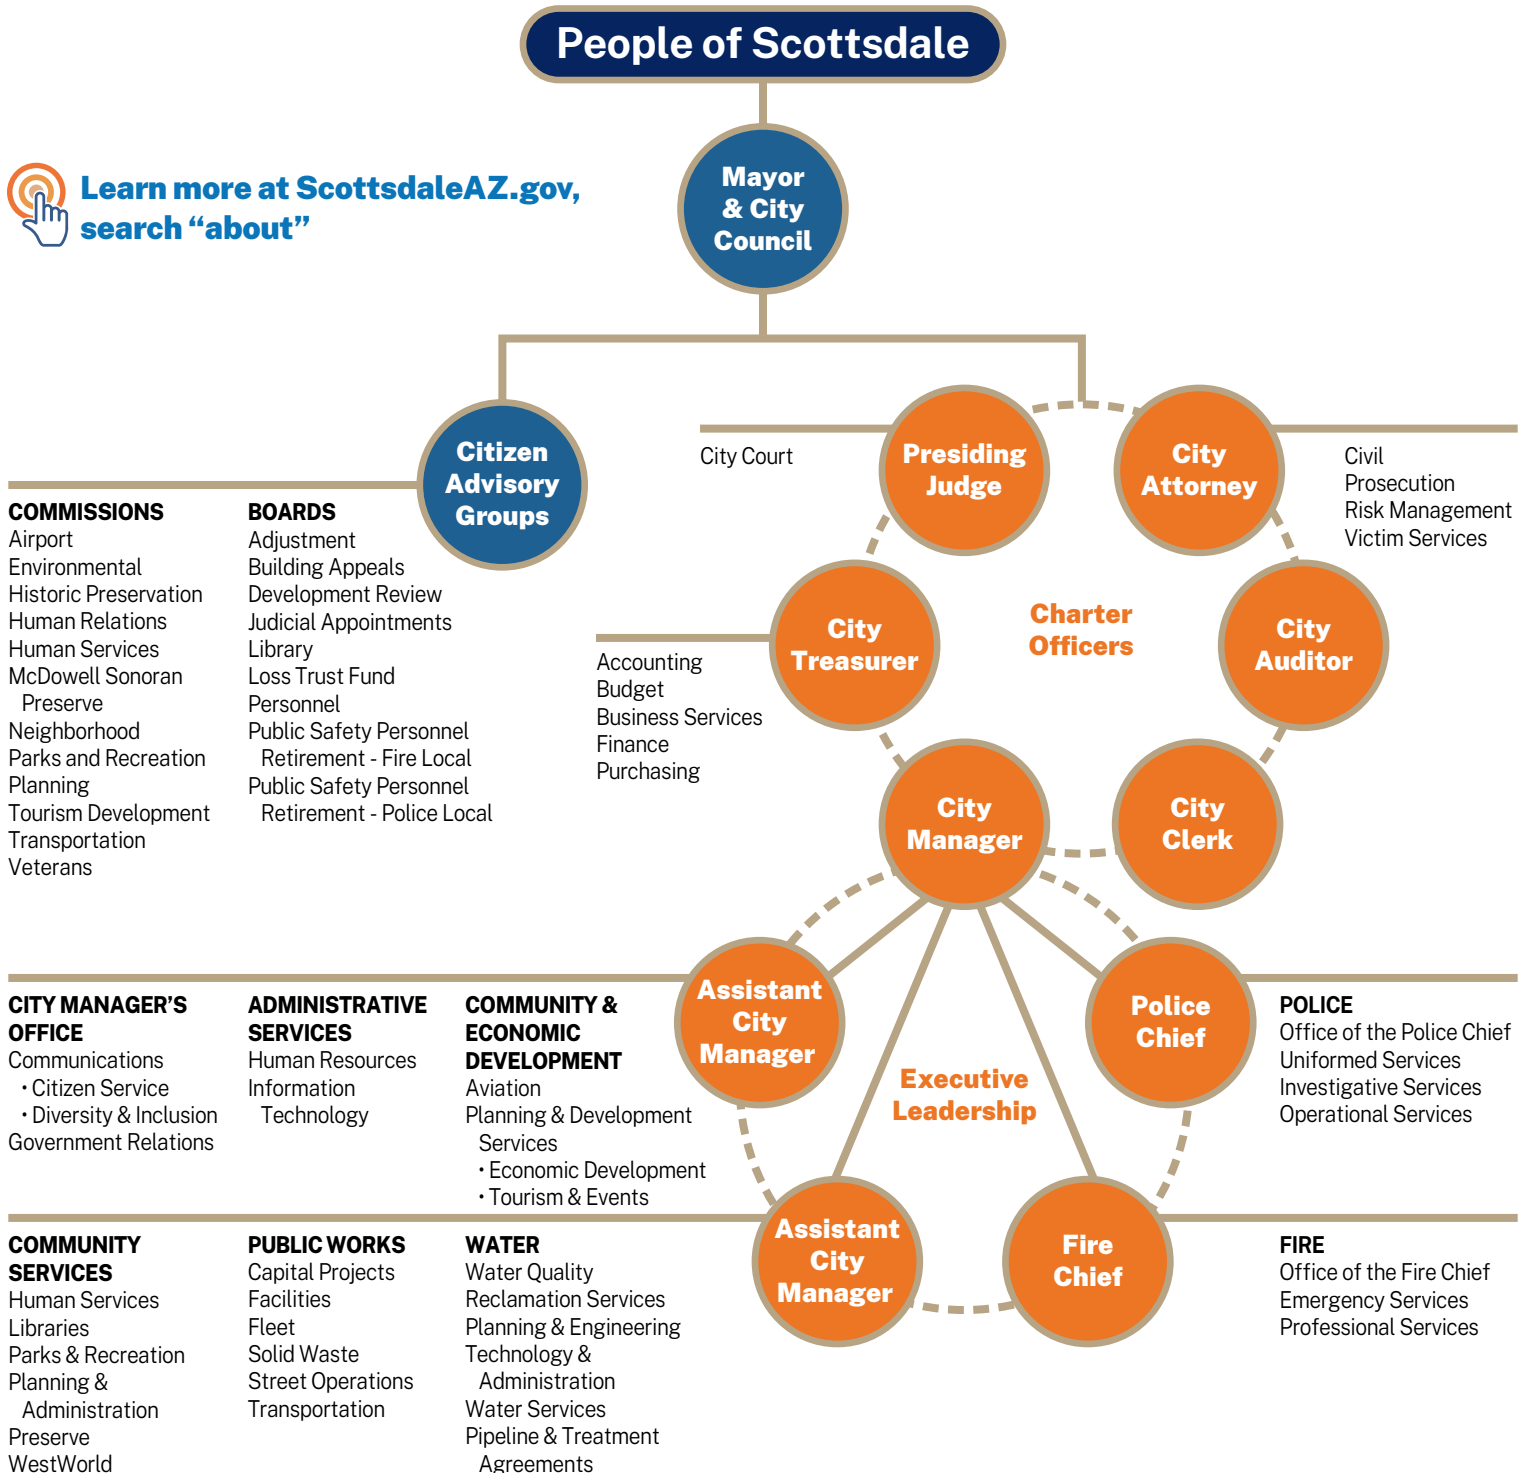 People of Scottsdale
Learn more at ScottsdaleAZ.gov,
search “about”
Mayor
& City
Council
Citizen
Advisory
Groups
COMMISSIONS
Airport
Environmental
Historic Preservation
Human Relations
Human Services
McDowell Sonoran
Preserve
Neighborhood
Parks and Recreation
Planning
Tourism Development
Transportation
Veterans
BOARDS
Adjustment
Building Appeals
Development Review
Judicial Appointments
Library
Loss Trust Fund
Personnel
Public Safety Personnel
Retirement - Fire Local
Public Safety Personnel
Retirement - Police Local
City Court
Presiding
Judge
City
Attorney
Civil
Prosecution
Risk Management
Victim Services
Charter
Officers
City
Treasurer
Accounting
Budget
Business Services
Finance
Purchasing
City
Auditor
City
Manager
City
Clerk
Assistant
City
Manager
CITY MANAGER’S
OFFICE
Communications
• Citizen Service
• Diversity & Inclusion
Government Relations
ADMINISTRATIVE
SERVICES
Human Resources
Information
Technology
COMMUNITY &
ECONOMIC
DEVELOPMENT
Aviation
Planning & Development
Services
• Economic Development
• Tourism & Events
Executive
Leadership
Police
Chief
POLICE
Office of the Police Chief
Uniformed Services
Investigative Services
Operational Services
Assistant
City
Manager
COMMUNITY
SERVICES
Human Services
Libraries
Parks & Recreation
Planning &
Administration
Preserve
WestWorld
PUBLIC WORKS
Capital Projects
Facilities
Fleet
Solid Waste
Street Operations
Transportation
WATER
Water Quality
Reclamation Services
Planning & Engineering
Technology &
Administration
Water Services
Pipeline & Treatment
Agreements
Fire
Chief
FIRE
Office of the Fire Chief
Emergency Services
Professional Services